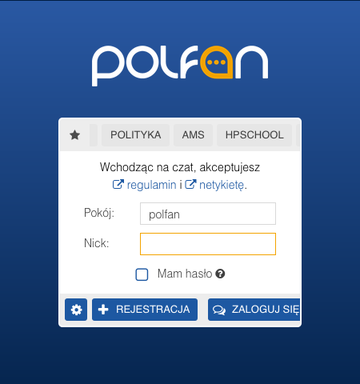 polfan
POLITYKA AMS HPSCHOOL
Wchodząc na czat, akceptujesz
regulamin i netykietę.
Pokój: polfan
Nick:
Mam hasło
REJESTRACJA ZALOGUJ SIĘ